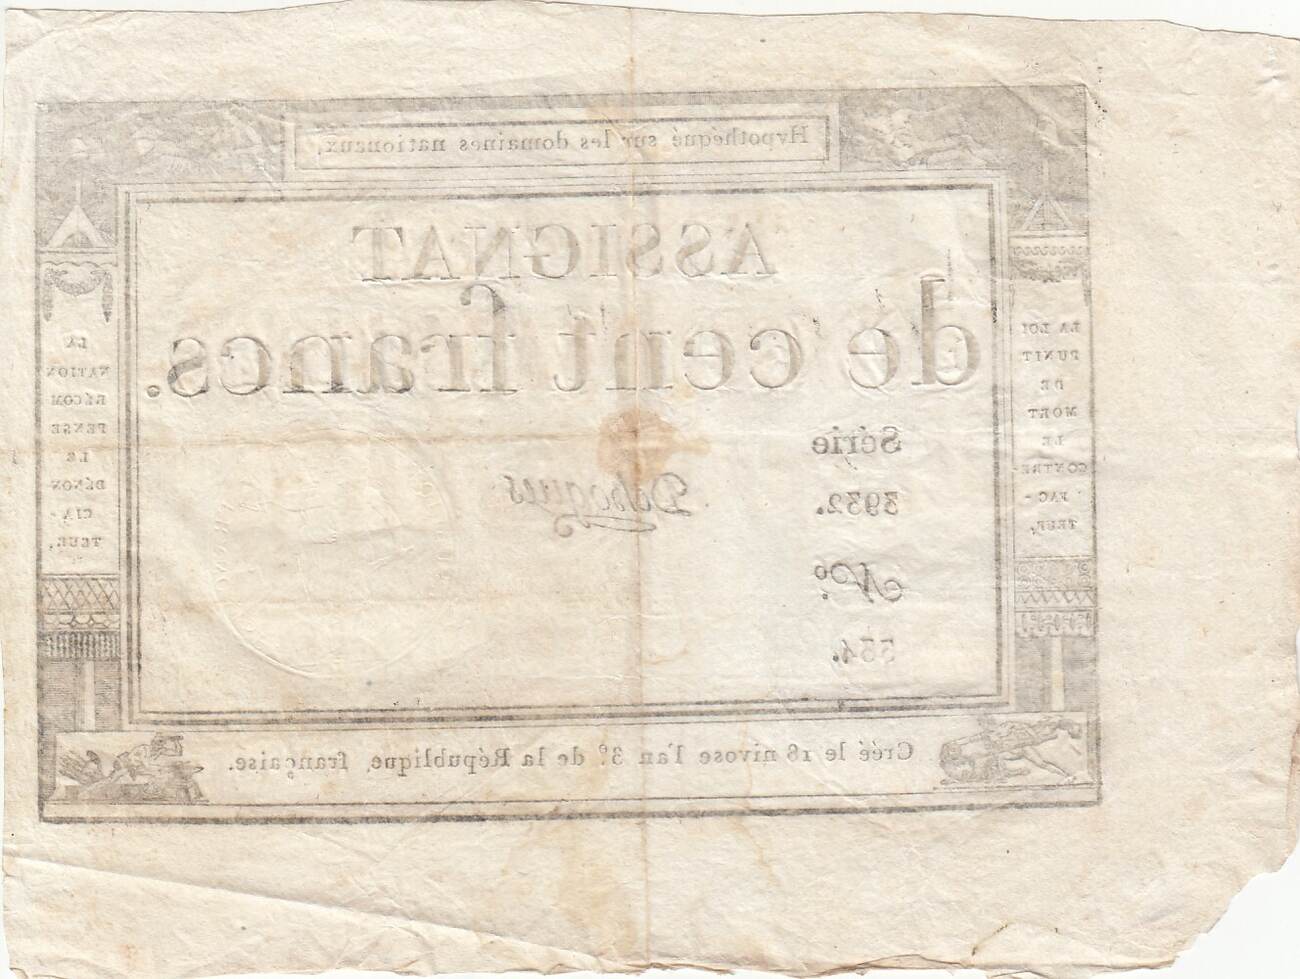 Hypothéqué sur les domaines nationaux.
ASSIGNAT
de cent francs.
Série
3932.
Nº.
554.
LA LOI
PUNIT
DE
MORT
LE
CONTRE-
FAC-
TEUR,
LA
NATION
RÉCOM
PENSE
LE
DÉNON
CIA-
TEUR,
Créé le 18 nivose l'an 3ᵉ. de la République française.